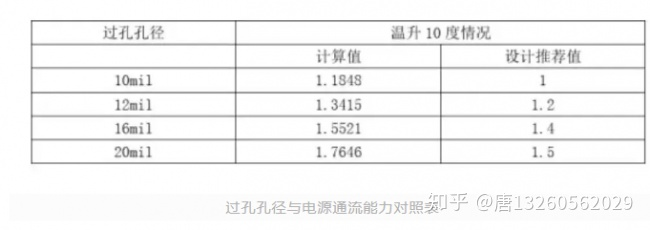 过孔孔径 温升 10 度情况
计算值 设计推荐值
10mil 1.1848 1
12mil 1.3415 1.2
16mil 1.5521 1.4
20mil 1.7646 1.5
过孔孔径与电源通流能力对照表
知乎 @唐13260562029